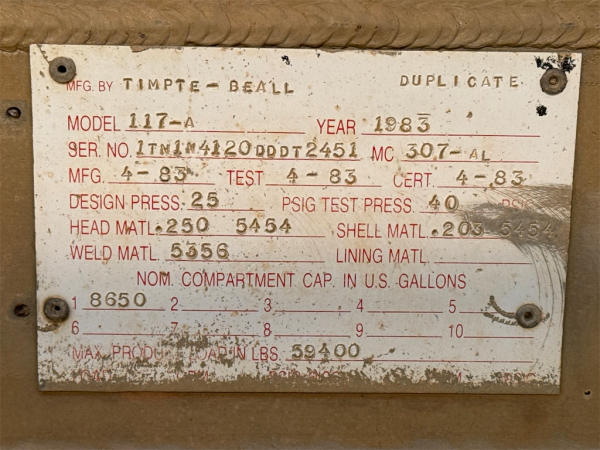 MFG. BY TIMPTE-BEALL DUPLICATE
MODEL 117-A YEAR 1983
SER. NO. 1TN1N4120DDDT2451 MC 307-AL
MFG. 4-83 TEST 4-83 CERT. 4-83
DESIGN PRESS. 25 PSIG TEST PRESS. 40 PSIG
HEAD MATL. .250 5454 SHELL MATL. .203 5454
WELD MATL. 5356 LINING MATL.
NOM. COMPARTMENT CAP. IN U.S. GALLONS
1 8650 2 3 4 5
6 7 8 9 10
MAX. PRODUCT LOAD IN LBS. 59400